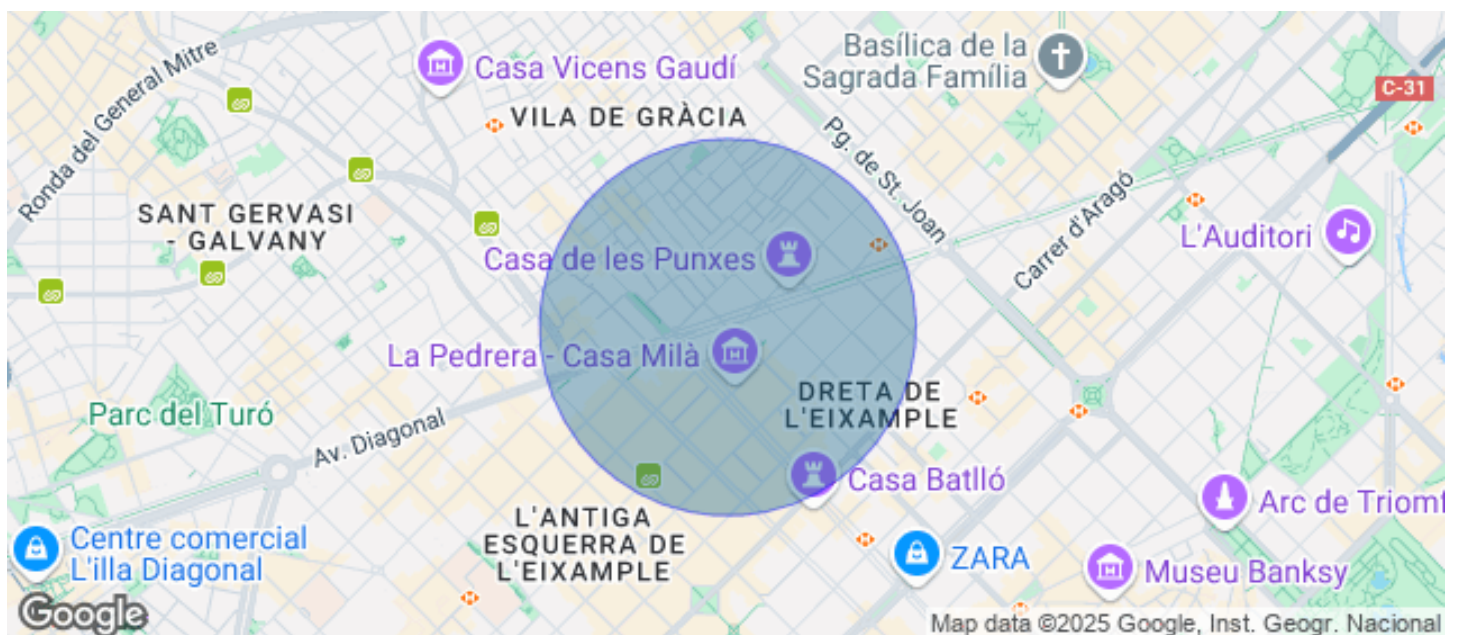 Ronda del General Mitre
Casa Vicens Gaudí
VILA DE GRÀCIA
Basílica de la
Sagrada Família
C-31
Pg. de St. Joan
Carrer d'Aragó
L'Auditori
SANT GERVASI
- GALVANY
Casa de les Punxes
La Pedrera - Casa Milà
DRETA DE
L'EIXAMPLE
Parc del Turó
Av. Diagonal
Casa Batlló
Arc de Triomf
L'ANTIGA
ESQUERRA DE
L'EIXAMPLE
Centre comercial
L'illa Diagonal
ZARA
Museu Banksy
Google
Map data ©2025 Google, Inst. Geogr. Nacional